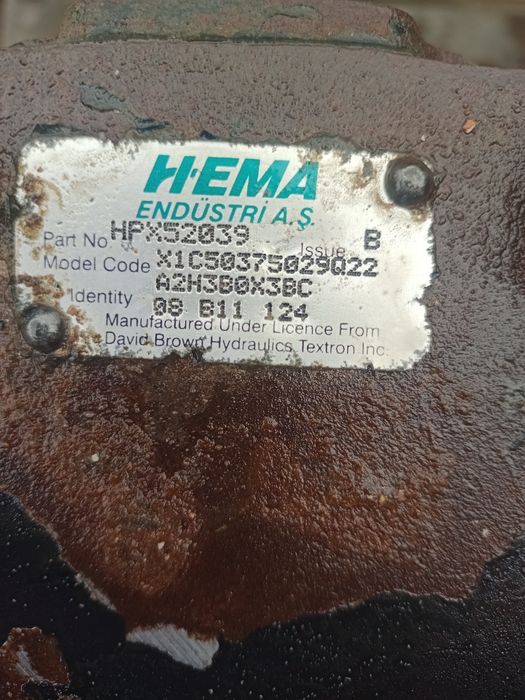 HEMA
ENDÜSTRİ A.Ş.
Part No. HPX52039 Issue B
Model Code X1C50375029Q22
A2H3B0X3BC
Identity 08 B11 124
Manufactured Under Licence From
David Brown Hydraulics Textron Inc.